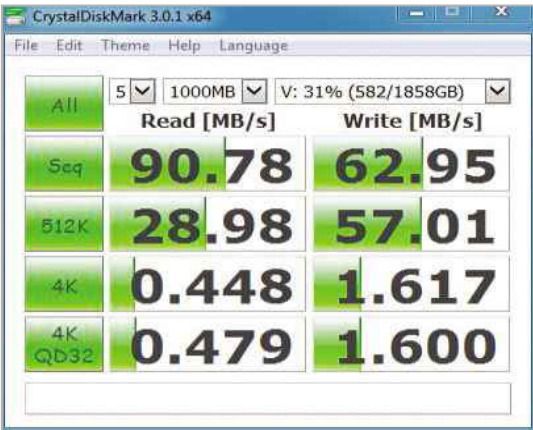 CrystalDiskMark 3.0.1 x64
File Edit Theme Help Language
All 5 1000MB V: 31% (582/1858GB)
Read [MB/s] Write [MB/s]
Seq 90.78 62.95
512K 28.98 57.01
4K 0.448 1.617
4K QD32 0.479 1.600